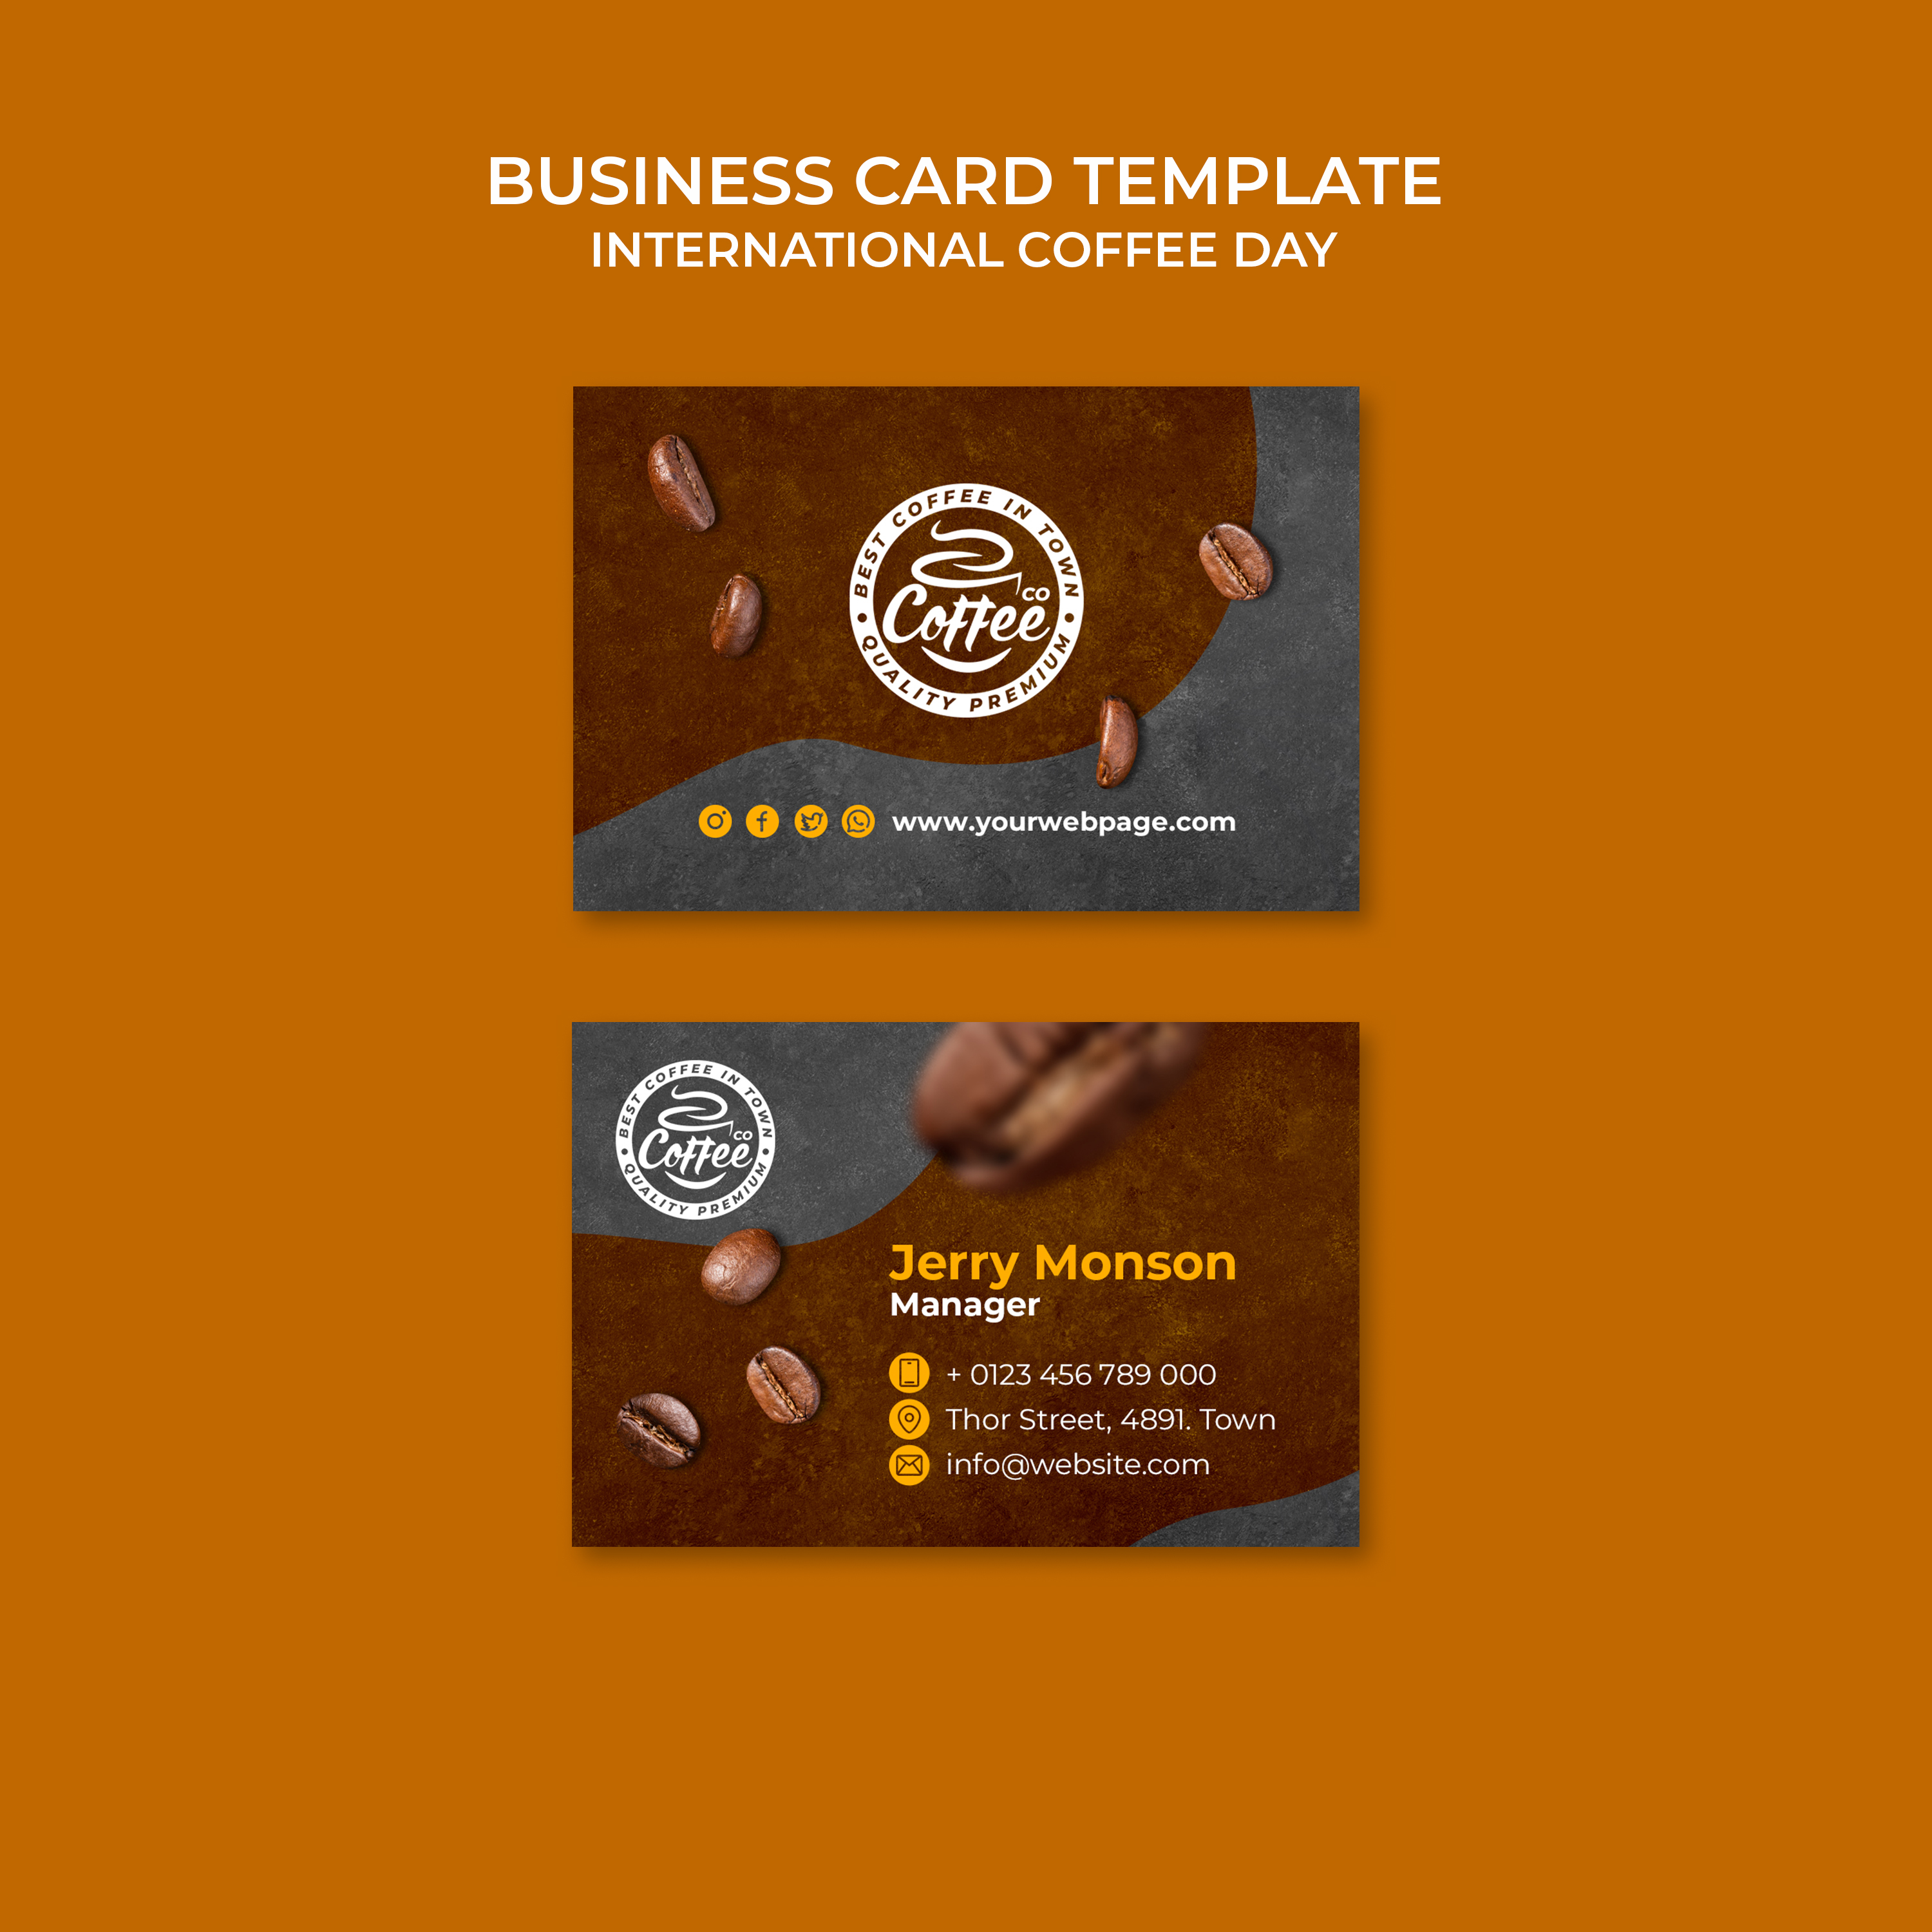 BUSINESS CARD TEMPLATE
INTERNATIONAL COFFEE DAY
BEST COFFEE IN TOWN
CO
Coffee
QUALITY PREMIUM
www.yourwebpage.com
BEST COFFEE IN TOWN
CO
Coffee
QUALITY PREMIUM
Jerry Monson
Manager
+ 0123 456 789 000
Thor Street, 4891. Town
info@website.com